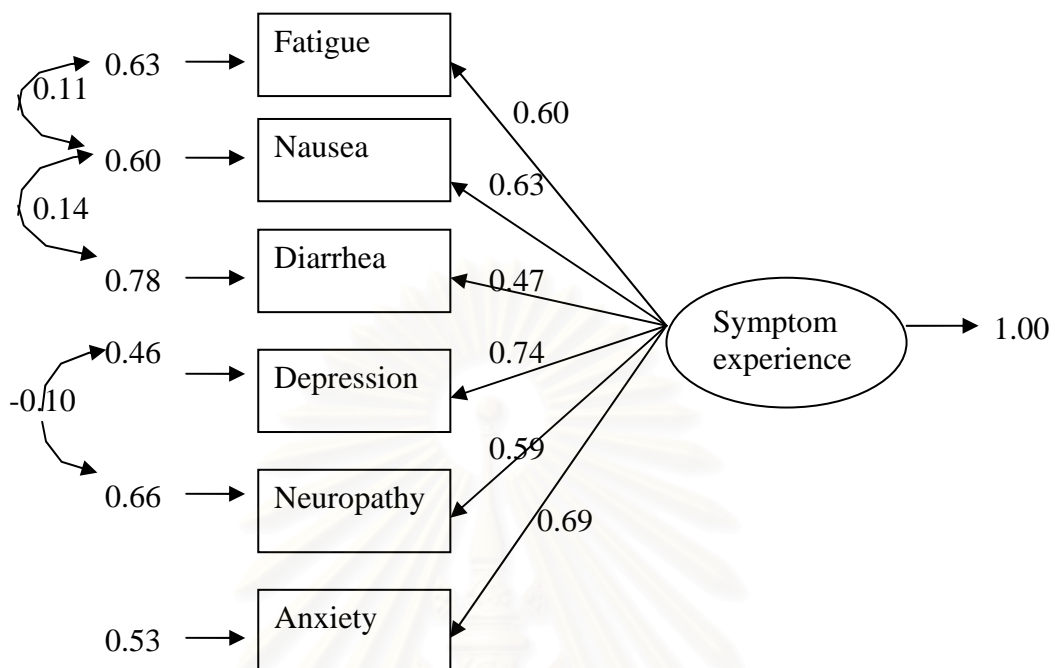 Fatigue
0.63
0.11
0.60
Nausea
0.60
0.63
0.14
Diarrhea
0.78
0.47
Symptom
experience
1.00
0.46
0.74
Depression
-0.10
0.59
Neuropathy
0.66
0.69
Anxiety
0.53